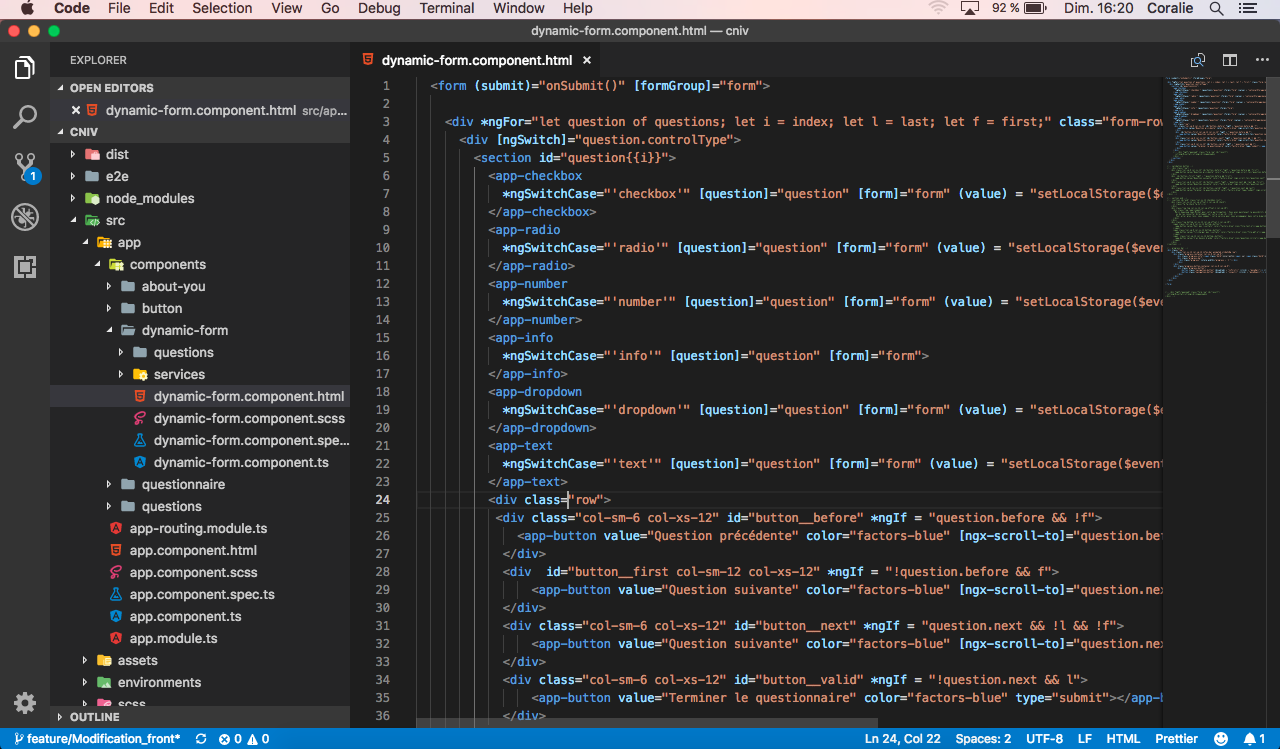 Code File Edit Selection View Go Debug Terminal Window Help 92 % Dim. 16:20 Coralie
dynamic-form.component.html — cniv
EXPLORER
OPEN EDITORS
dynamic-form.component.html src/ap...
CNIV
dist
e2e
node_modules
src
app
components
about-you
button
dynamic-form
questions
services
dynamic-form.component.html
dynamic-form.component.scss
dynamic-form.component.spe...
dynamic-form.component.ts
questionnaire
questions
app-routing.module.ts
app.component.html
app.component.scss
app.component.spec.ts
app.component.ts
app.module.ts
assets
environments
scss
OUTLINE
1
dynamic-form.component.html ×
1 <form (submit)="onSubmit()" [formGroup]="form">
2
3 <div *ngFor="let question of questions; let i = index; let l = last; let f = first;" class="form-row
4 <div [ngSwitch]="question.controlType">
5 <section id="question{{i}}">
6 <app-checkbox
7 *ngSwitchCase="'checkbox'" [question]="question" [form]="form" (value) = "setLocalStorage($e
8 </app-checkbox>
9 <app-radio
10 *ngSwitchCase="'radio'" [question]="question" [form]="form" (value) = "setLocalStorage($even
11 </app-radio>
12 <app-number
13 *ngSwitchCase="'number'" [question]="question" [form]="form" (value) = "setLocalStorage($eve
14 </app-number>
15 <app-info
16 *ngSwitchCase="'info'" [question]="question" [form]="form">
17 </app-info>
18 <app-dropdown
19 *ngSwitchCase="'dropdown'" [question]="question" [form]="form" (value) = "setLocalStorage($e
20 </app-dropdown>
21 <app-text
22 *ngSwitchCase="'text'" [question]="question" [form]="form" (value) = "setLocalStorage($event
23 </app-text>
24 <div class="row">
25 <div class="col-sm-6 col-xs-12" id="button__before" *ngIf = "question.before && !f">
26 <app-button value="Question précédente" color="factors-blue" [ngx-scroll-to]="question.bef
27 </div>
28 <div  id="button__first col-sm-12 col-xs-12" *ngIf = "!question.before && f">
29 <app-button value="Question suivante" color="factors-blue" [ngx-scroll-to]="question.nex
30 </div>
31 <div class="col-sm-6 col-xs-12" id="button__next" *ngIf = "question.next && !l && !f">
32 <app-button value="Question suivante" color="factors-blue" [ngx-scroll-to]="question.nex
33 </div>
34 <div class="col-sm-6 col-xs-12" id="button__valid" *ngIf = "!question.next && l">
35 <app-button value="Terminer le questionnaire" color="factors-blue" type="submit"></app-b
36 </div>
feature/Modification_front* 0 0 Ln 24, Col 22 Spaces: 2 UTF-8 LF HTML Prettier 1